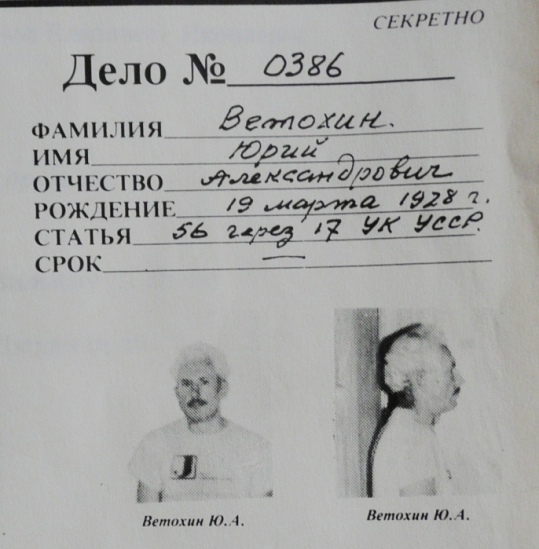 СЕКРЕТНО
Дело № 0386
ФАМИЛИЯ Ветохин.
ИМЯ Юрий
ОТЧЕСТВО Александрович
РОЖДЕНИЕ 19 марта 1928 г.
СТАТЬЯ 56 через 17 УК УССР.
СРОК —
J
Ветохин Ю.А. Ветохин Ю.А.